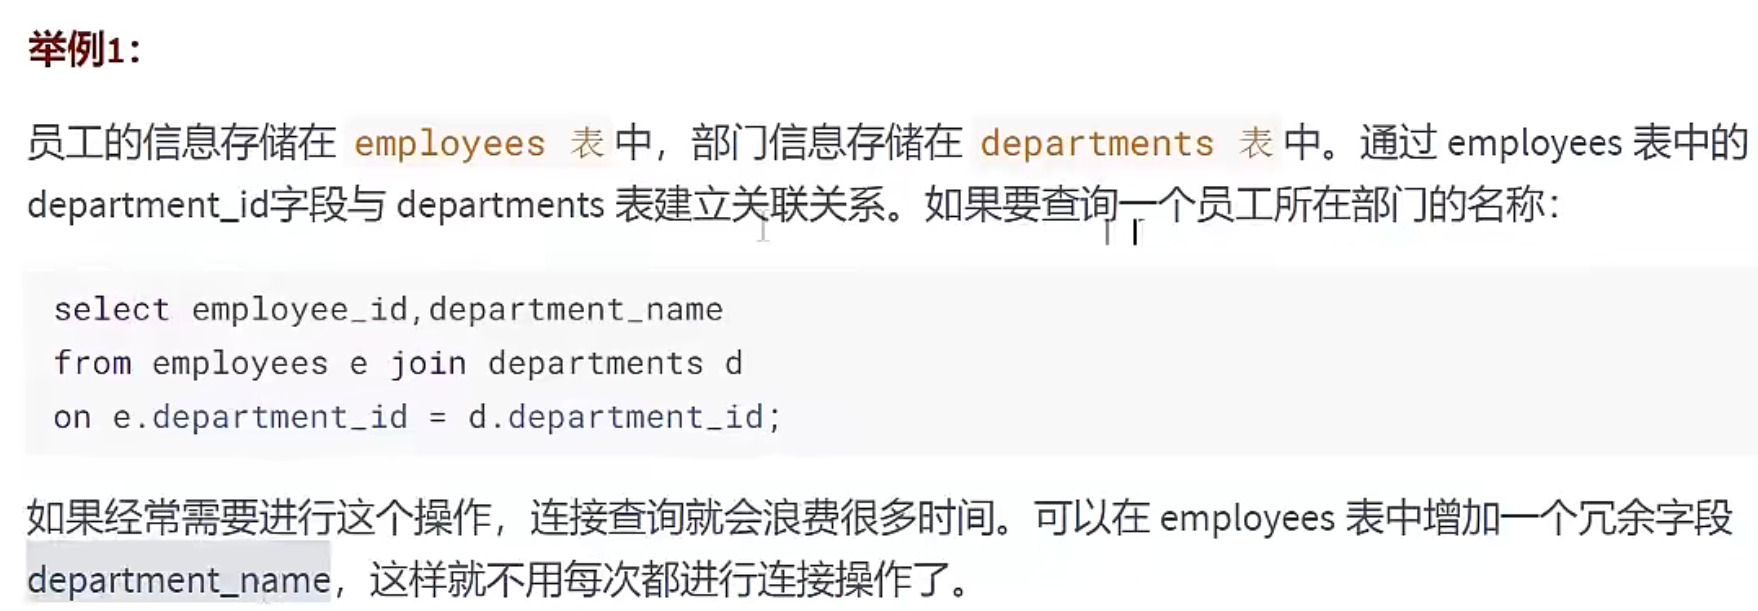 举例1：
员工的信息存储在 employees 表 中，部门信息存储在 departments 表 中。通过 employees 表中的
department_id字段与 departments 表建立关联关系。如果要查询一个员工所在部门的名称：
select employee_id,department_name
from employees e join departments d
on e.department_id = d.department_id;
如果经常需要进行这个操作，连接查询就会浪费很多时间。可以在 employees 表中增加一个冗余字段
department_name，这样就不用每次都进行连接操作了。